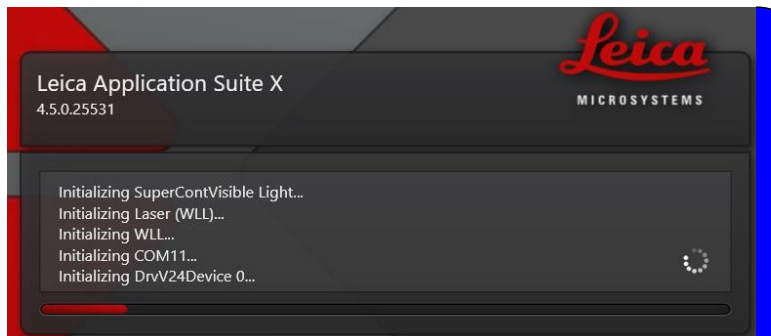 Leica
MICROSYSTEMS
Leica Application Suite X
4.5.0.25531
Initializing SuperContVisible Light...
Initializing Laser (WLL)...
Initializing WLL...
Initializing COM11...
Initializing DrvV24Device 0...